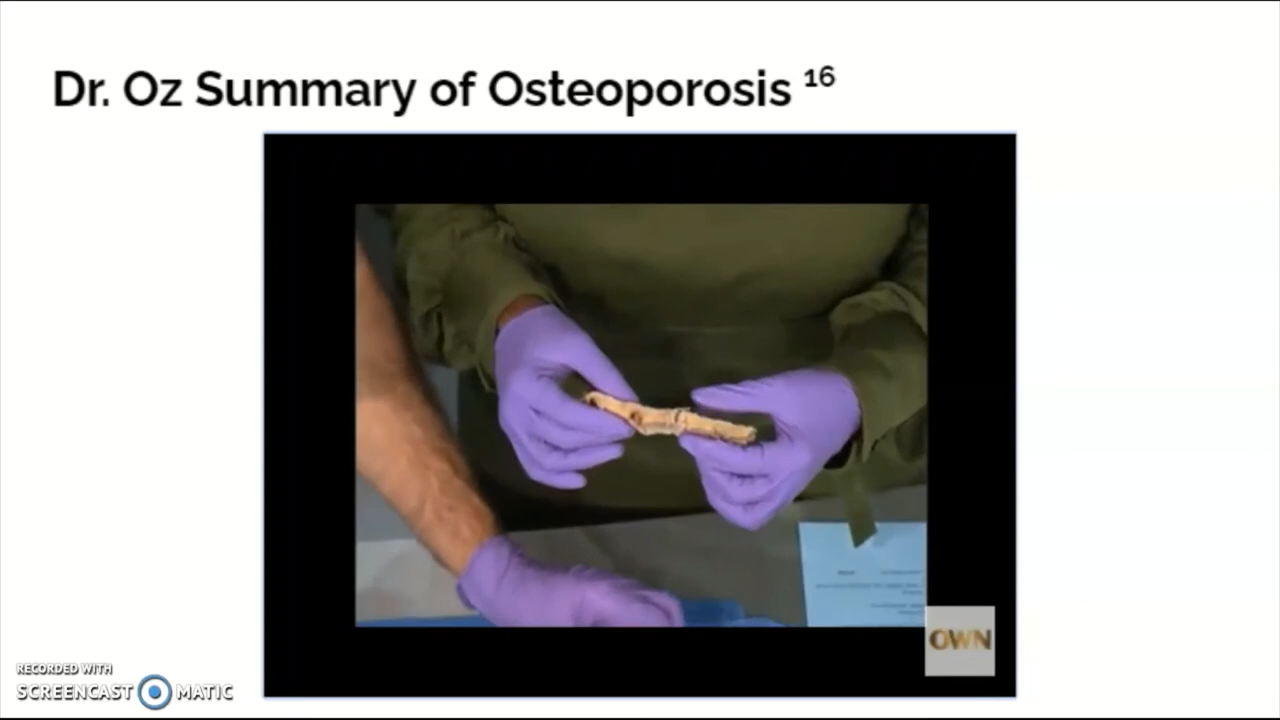 Dr. Oz Summary of Osteoporosis 16
OWN
RECORDED WITH
SCREENCAST MATIC